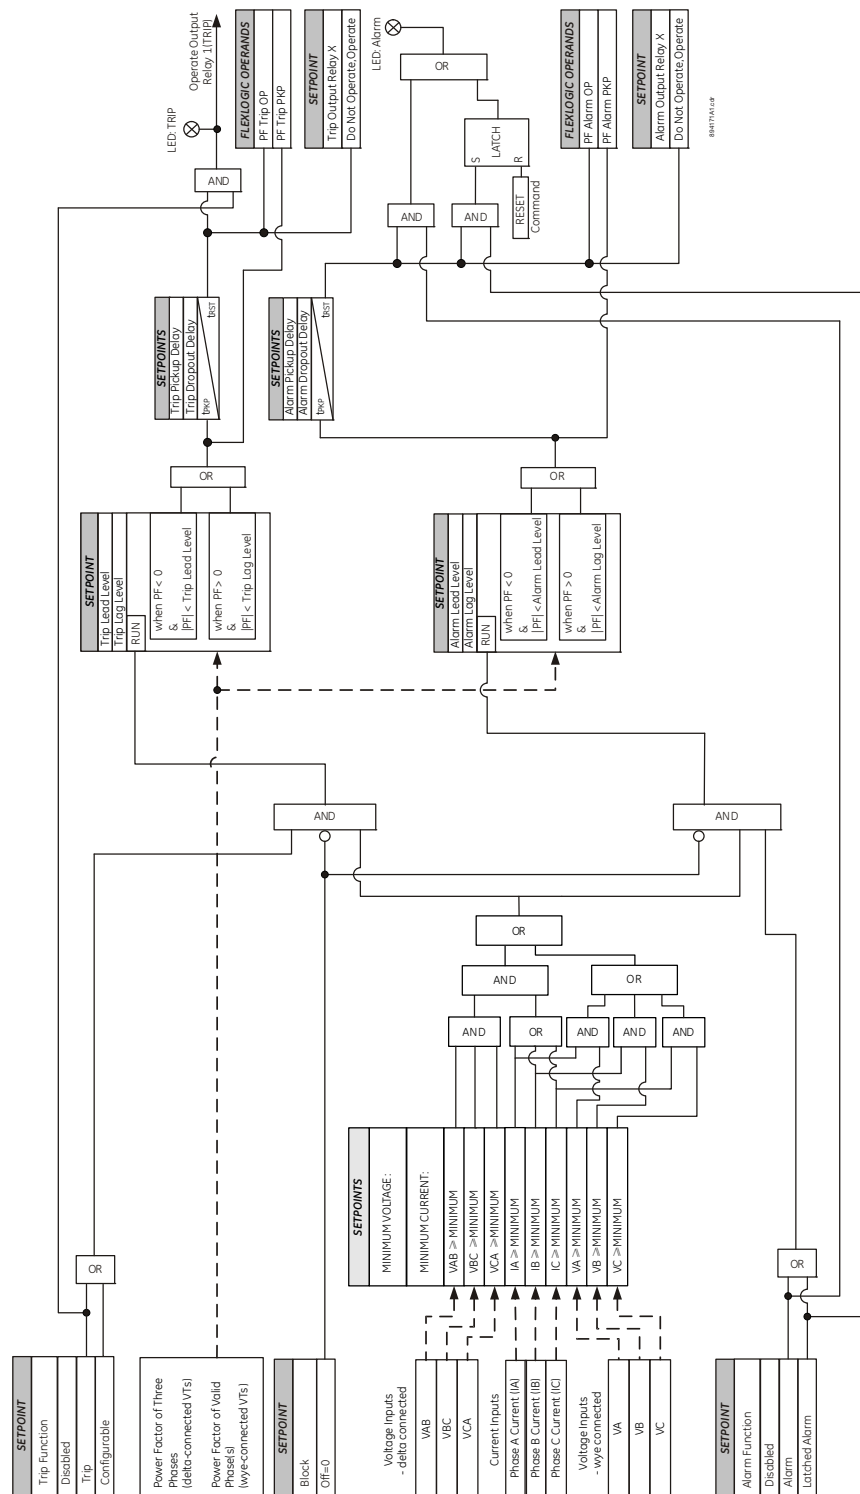 Operate Output
Relay 1 (TRIP)
LED: TRIP
AND
FLEXLOGIC OPERANDS
PF Trip OP
PF Trip PKP
SETPOINT
Trip Output Relay X
Do Not Operate,Operate
LED: Alarm
OR
LATCH
S
R
RESET
Command
AND
AND
FLEXLOGIC OPERANDS
PF Alarm OP
PF Alarm PKP
SETPOINT
Alarm Output Relay X
Do Not Operate,Operate
894171A1.cdr
SETPOINTS
Trip Pickup Delay
Trip Dropout Delay
tPKP
tRST
SETPOINTS
Alarm Pickup Delay
Alarm Dropout Delay
tPKP
tRST
OR
SETPOINT
Trip Lead Level
Trip Lag Level
RUN
when PF < 0
&
|PF| < Trip Lead Level
when PF > 0
&
|PF| < Trip Lag Level
OR
SETPOINT
Alarm Lead Level
Alarm Lag Level
RUN
when PF < 0
&
|PF| < Alarm Lead Level
when PF > 0
&
|PF| < Alarm Lag Level
AND
AND
OR
AND
OR
AND
OR
AND
AND
AND
SETPOINTS
MINIMUM VOLTAGE:
MINIMUM CURRENT:
VAB ≥ MINIMUM
VBC ≥ MINIMUM
VCA ≥ MINIMUM
IA ≥ MINIMUM
IB ≥ MINIMUM
IC ≥ MINIMUM
VA ≥ MINIMUM
VB ≥ MINIMUM
VC ≥ MINIMUM
OR
OR
SETPOINT
Trip Function
Disabled
Trip
Configurable
Power Factor of Three
Phases
(delta-connected VTs)
Power Factor of Valid
Phase(s)
(wye-connected VTs)
SETPOINT
Block
Off=0
Voltage Inputs
- delta connected
VAB
VBC
VCA
Current Inputs
Phase A Current (IA)
Phase B Current (IB)
Phase C Current (IC)
Voltage Inputs
- wye connected
VA
VB
VC
SETPOINT
Alarm Function
Disabled
Alarm
Latched Alarm